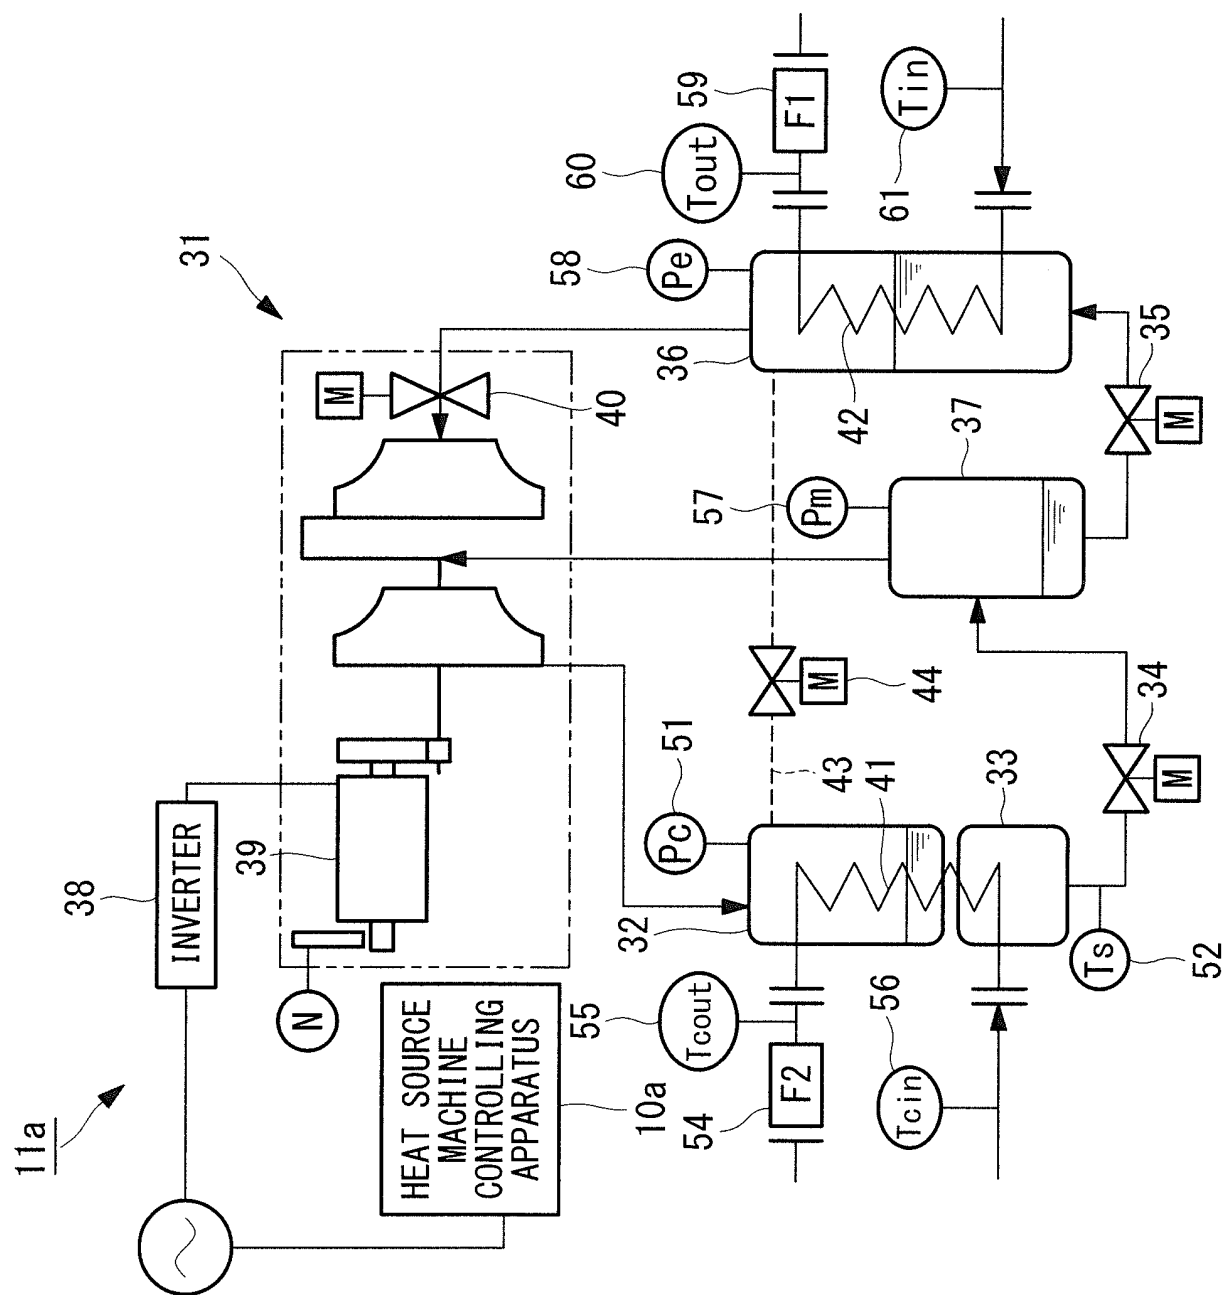 11a
31
38
INVERTER
39
N
M
40
HEAT SOURCE
MACHINE
CONTROLLING
APPARATUS
10a
58
Pe
60
Tout
59
F1
61
Tin
36
42
35
M
37
57
Pm
44
M
43
51
Pc
32
41
33
34
M
52
Ts
55
Tcout
54
F2
56
Tcin